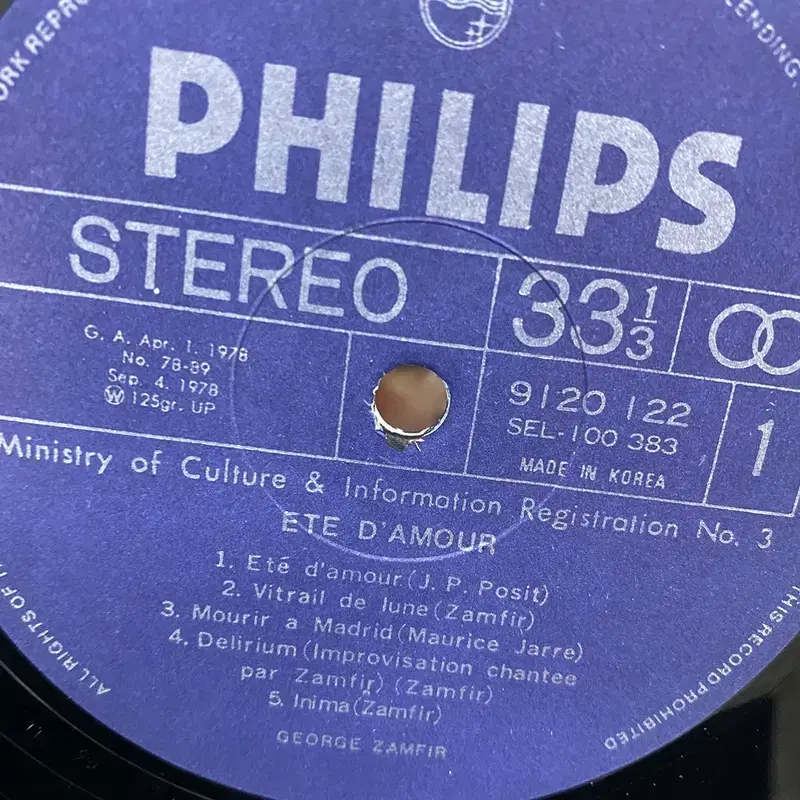 ORK REPRO
LENDING.
PHILIPS
STEREO
33 1/3
G. A. Apr. 1. 1978
No. 78-89
Sep. 4. 1978
Ⓦ 125gr. UP
9120 122
SEL-100 383
MADE IN KOREA
1
Ministry of Culture & Information Registration No. 3
ETE D'AMOUR
1. Eté d'amour (J. P. Posit)
2. Vitrail de lune (Zamfir)
3. Mourir a Madrid (Maurice Jarre)
4. Delirium (Improvisation chantee
par Zamfir) (Zamfir)
5. Inima (Zamfir)
GEORGE ZAMFIR
ALL RIGHTS OF
THIS RECORD PROHIBITED